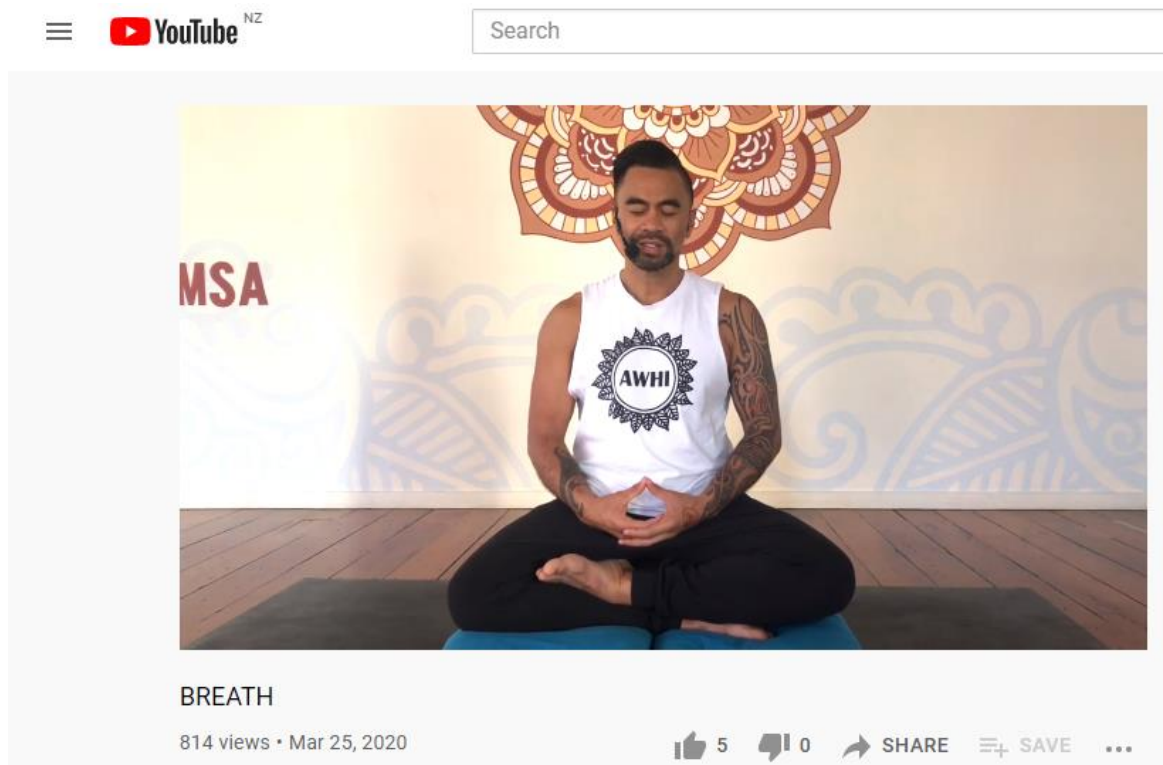 YouTube NZ
Search
MSA
AWHI
BREATH
814 views • Mar 25, 2020
5 0 SHARE SAVE